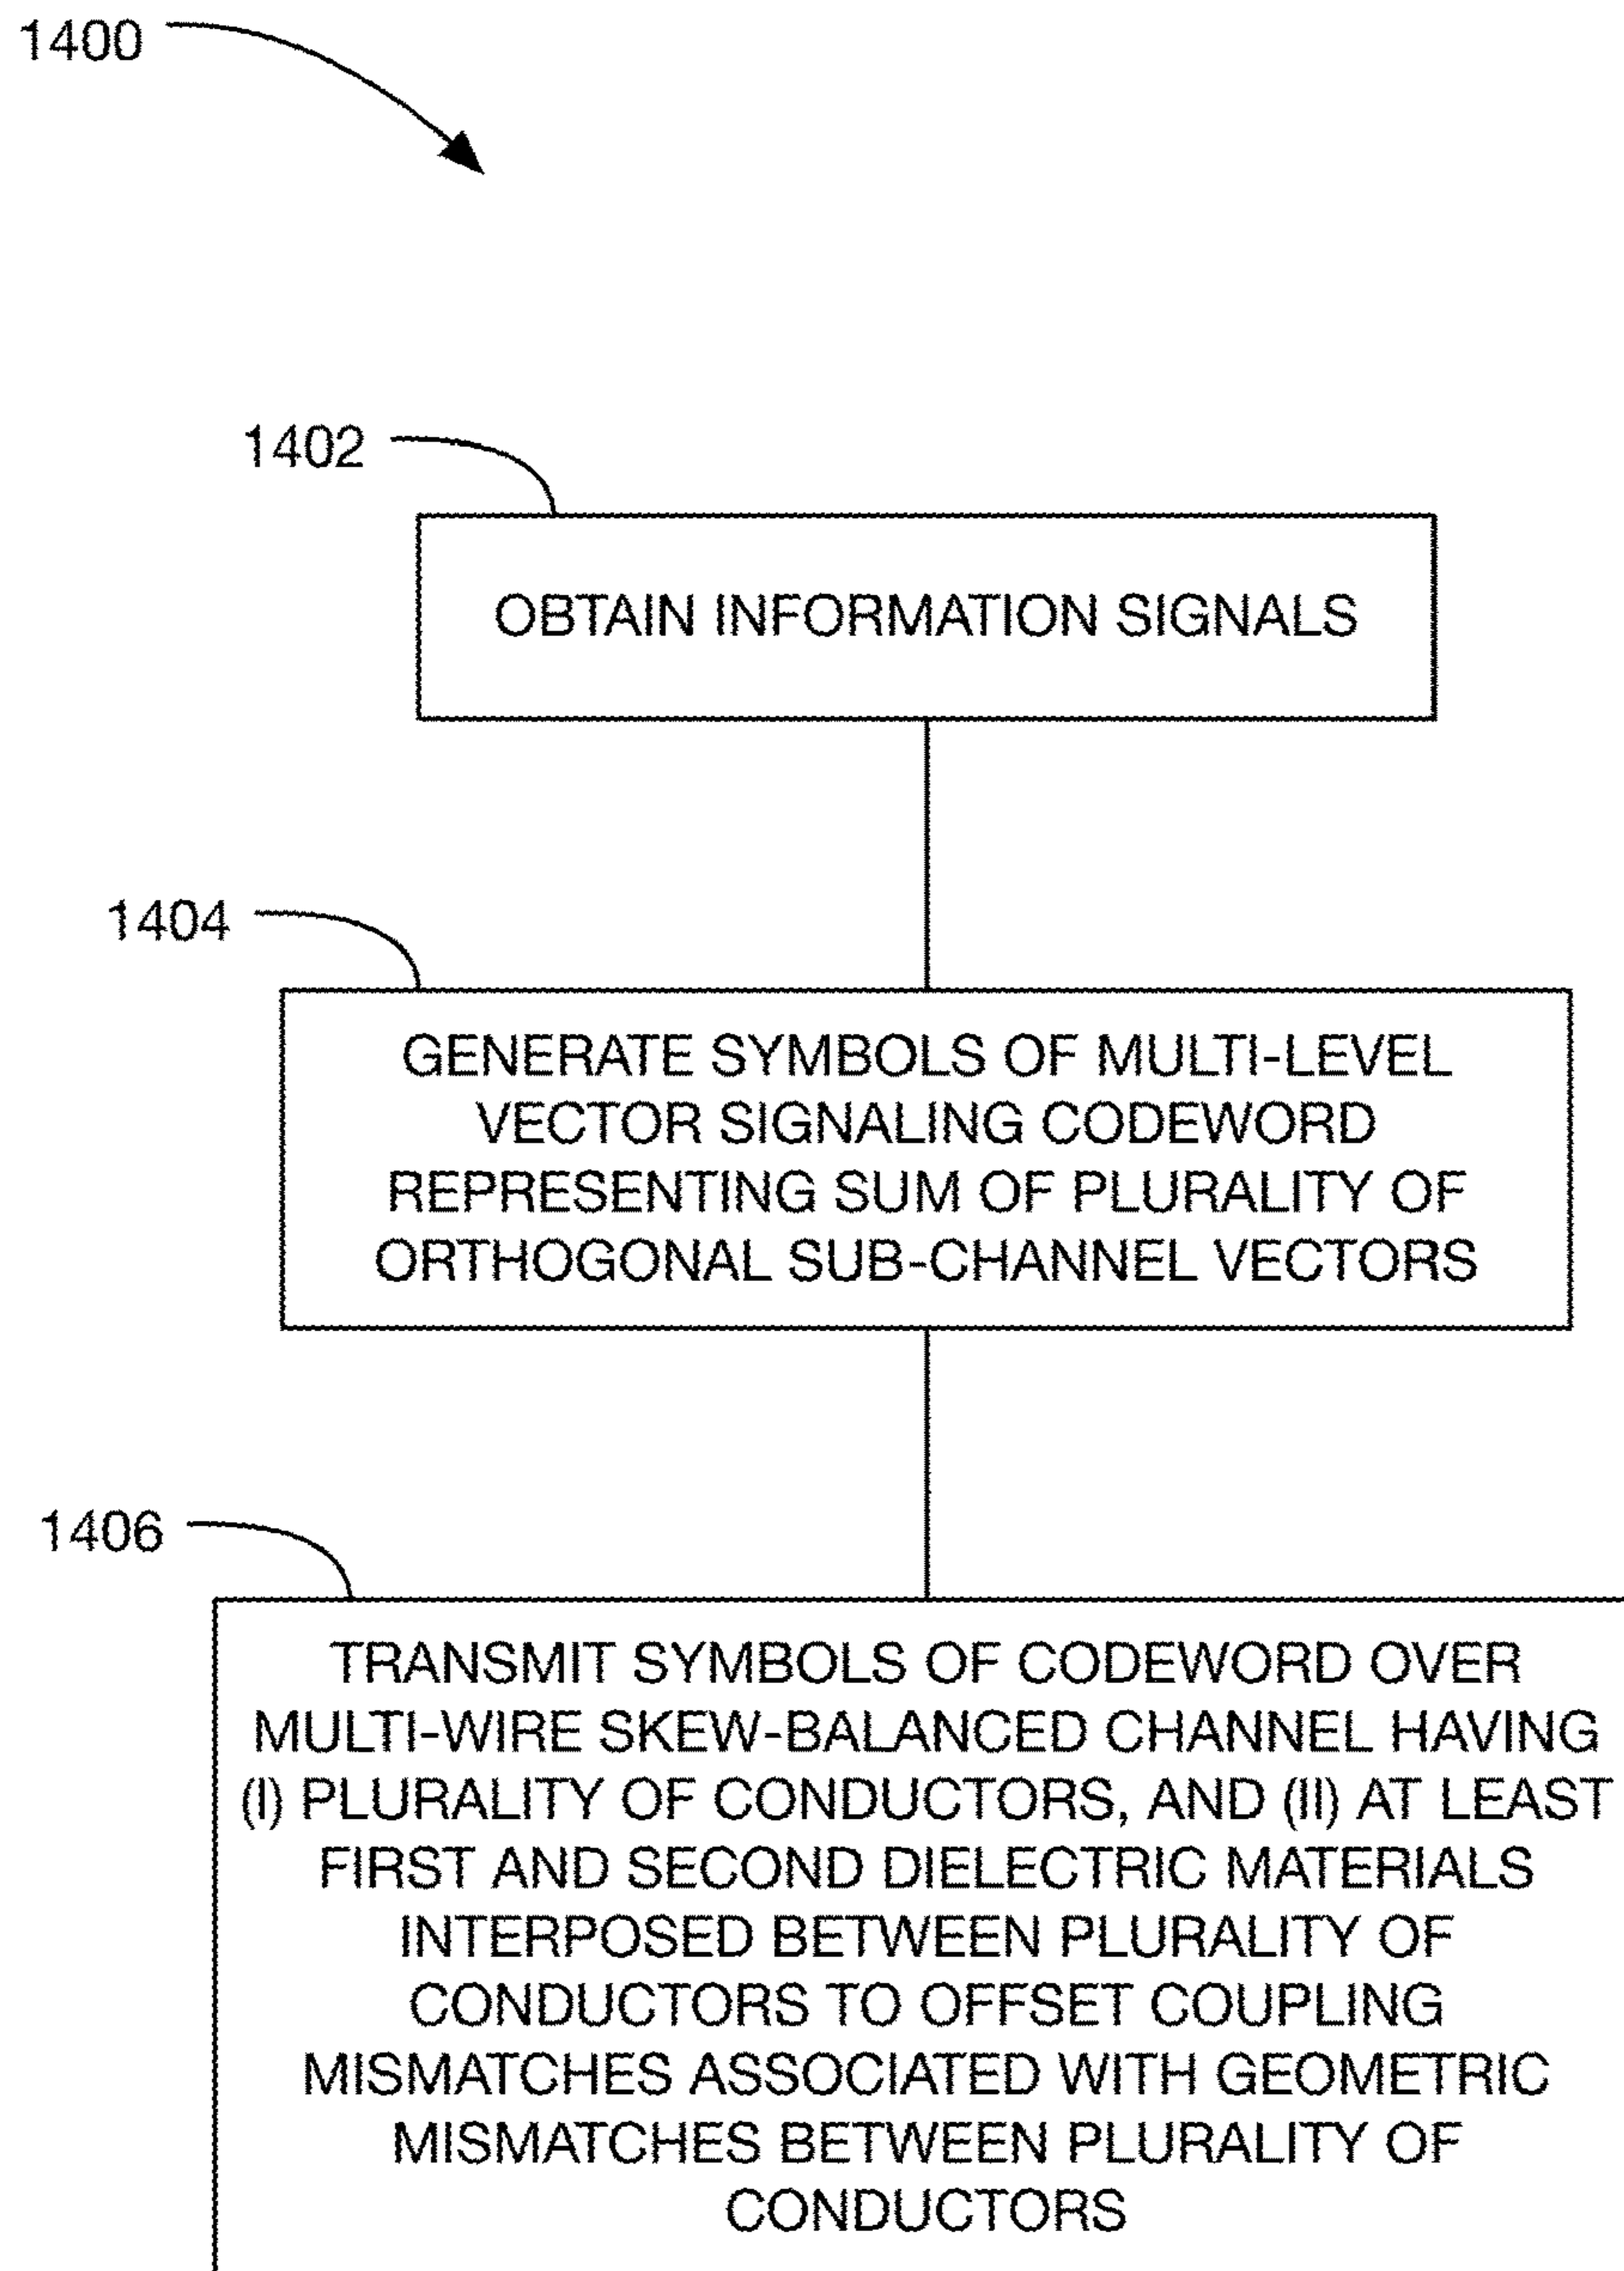 1400
1402
OBTAIN INFORMATION SIGNALS
1404
GENERATE SYMBOLS OF MULTI-LEVEL
VECTOR SIGNALING CODEWORD
REPRESENTING SUM OF PLURALITY OF
ORTHOGONAL SUB-CHANNEL VECTORS
1406
TRANSMIT SYMBOLS OF CODEWORD OVER
MULTI-WIRE SKEW-BALANCED CHANNEL HAVING
(I) PLURALITY OF CONDUCTORS, AND (II) AT LEAST
FIRST AND SECOND DIELECTRIC MATERIALS
INTERPOSED BETWEEN PLURALITY OF
CONDUCTORS TO OFFSET COUPLING
MISMATCHES ASSOCIATED WITH GEOMETRIC
MISMATCHES BETWEEN PLURALITY OF
CONDUCTORS